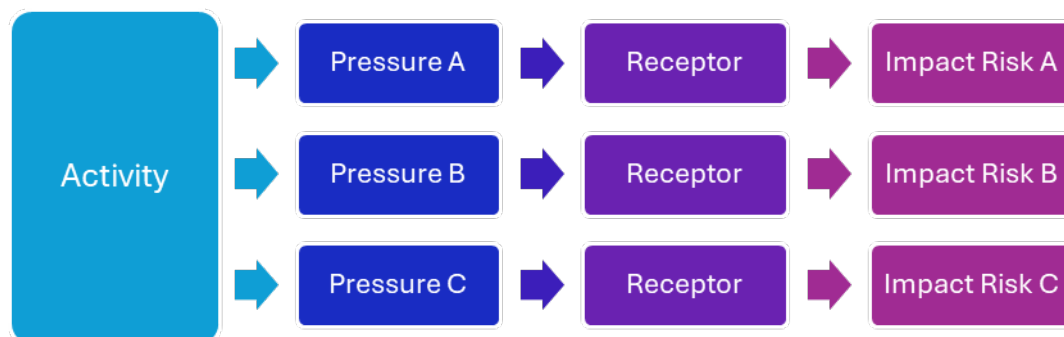 Activity
Pressure A
Receptor
Impact Risk A
Pressure B
Receptor
Impact Risk B
Pressure C
Receptor
Impact Risk C